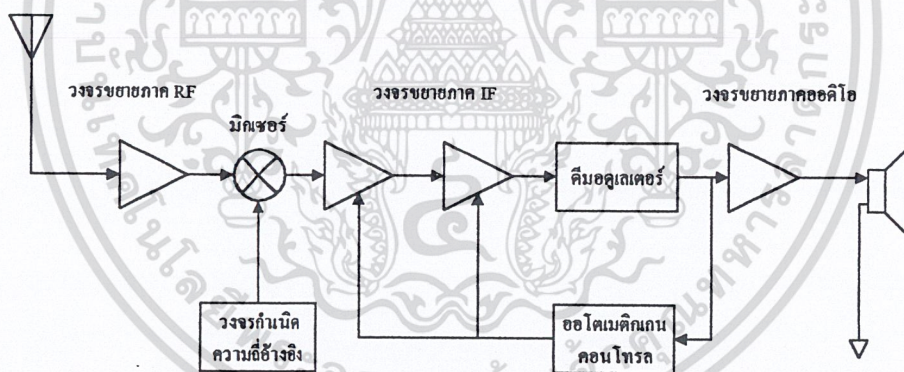 วงจรขยายภาค RF
วงจรขยายภาค IF
วงจรขยายภาคออดิโอ
มิกเซอร์
ดีมอดูเลเตอร์
วงจรกำเนิด
ความถี่อ้างอิง
ออโตเมติกเกน
คอนโทรล